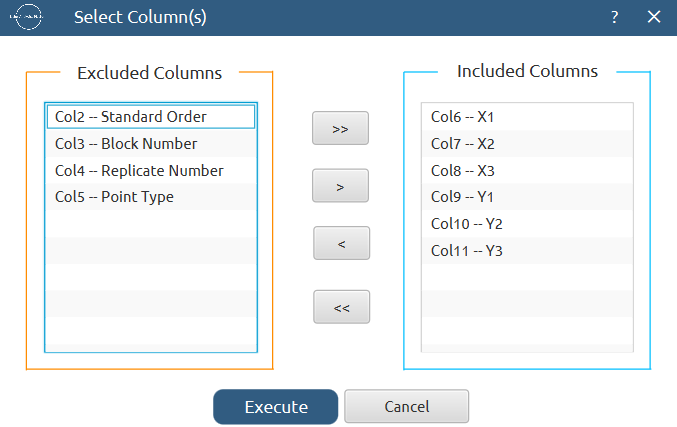 Select Column(s) ? ×
Excluded Columns
Col2 -- Standard Order
Col3 -- Block Number
Col4 -- Replicate Number
Col5 -- Point Type
>>
>
<
<<
Included Columns
Col6 -- X1
Col7 -- X2
Col8 -- X3
Col9 -- Y1
Col10 -- Y2
Col11 -- Y3
Execute
Cancel